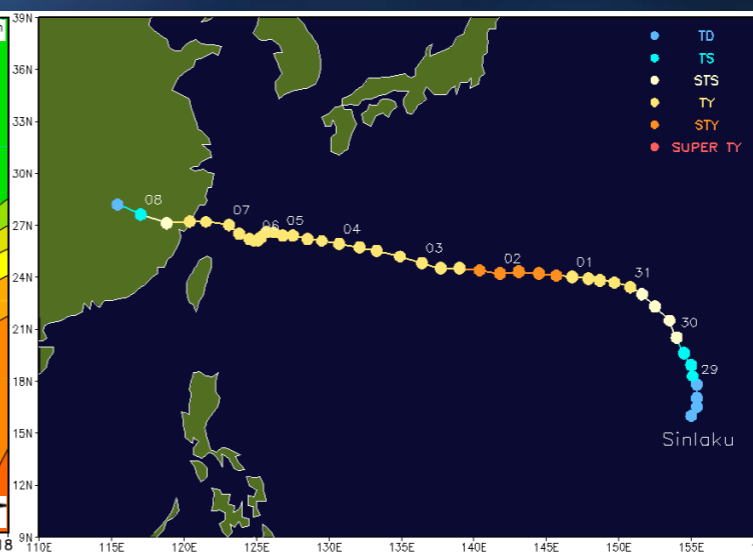 39N
36N
33N
30N
27N
24N
21N
18N
15N
12N
9N
TD
TS
STS
TY
STY
SUPER TY
08
07
06
05
04
03
02
01
31
30
29
Sinlaku
110E
115E
120E
125E
130E
135E
140E
145E
150E
155E
18